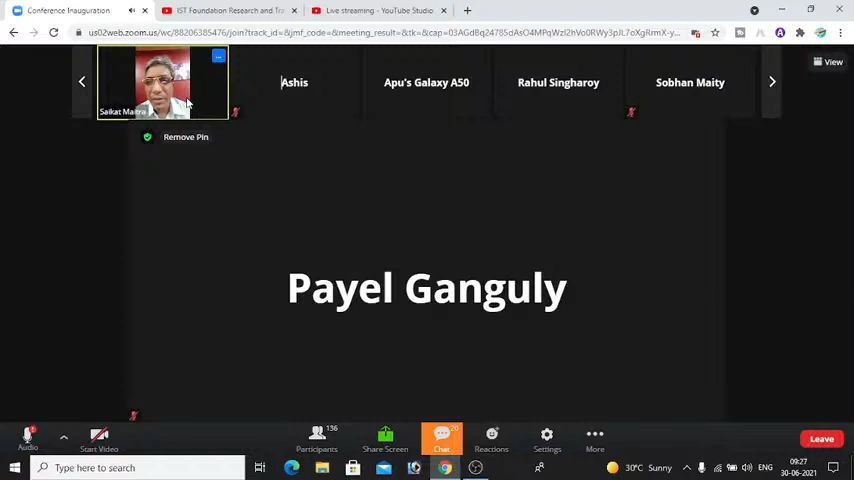 Conference Inauguration
IST Foundation Research and Tra
Live streaming - YouTube Studio
us02web.zoom.us/wc/88206385476/join?track_id=&jmf_code=&meeting_result=&tk=&cap=03AGdBq24785dAsO4MPqWzl2hVo0RWy3pJL7oXgRrmX-y...
Saikat Maitra
Ashis
Apu's Galaxy A50
Rahul Singharoy
Sobhan Maity
View
Remove Pin
Payel Ganguly
136
Audio
Start Video
Participants
Share Screen
Chat
Reactions
Settings
More
Leave
Type here to search
30°C Sunny
ENG
09:27
30-06-2021